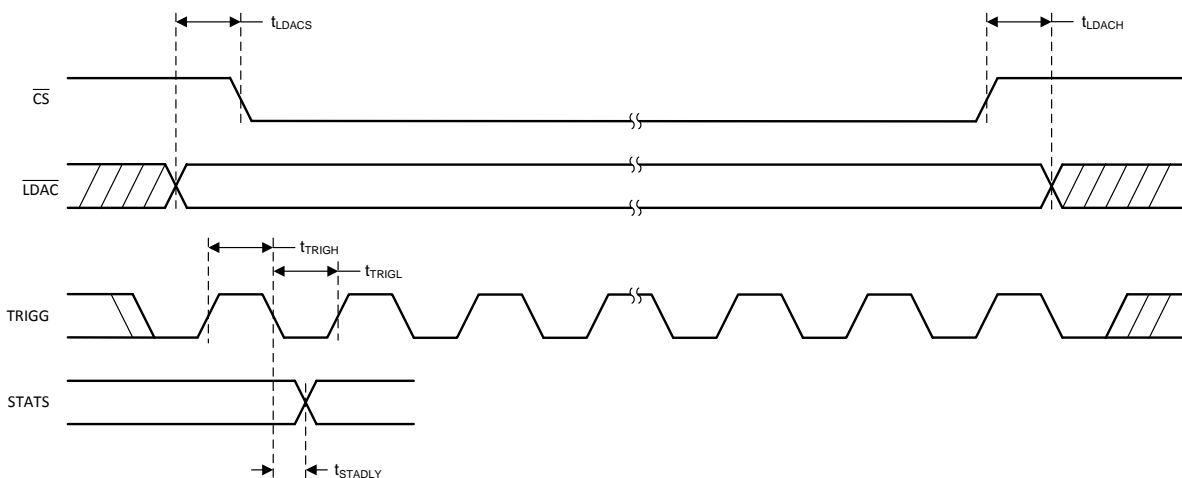 tLDACS
tLDACH
CS
LDAC
tTRIGH
tTRIGL
TRIGG
STATS
tSTADLY